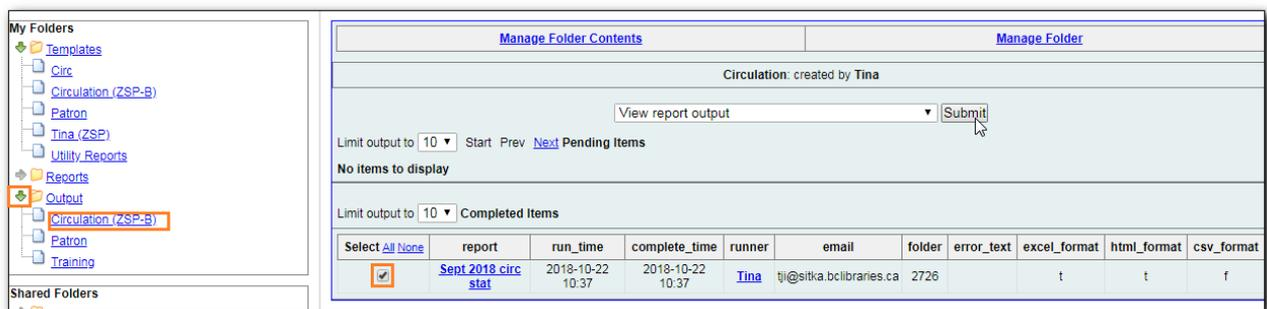 My Folders
Templates
Circ
Circulation (ZSP-B)
Patron
Tina (ZSP)
Utility Reports
Reports
Output
Circulation (ZSP-B)
Patron
Training
Shared Folders
Manage Folder Contents Manage Folder
Circulation: created by Tina
View report output Submit
Limit output to 10 Start Prev Next Pending Items
No items to display
Limit output to 10 Completed Items
Select All None report run_time complete_time runner email folder error_text excel_format html_format csv_format
Sept 2018 circ 2018-10-22 2018-10-22 Tina tji@sitka.bclibraries.ca 2726 t t f
stat 10:37 10:37